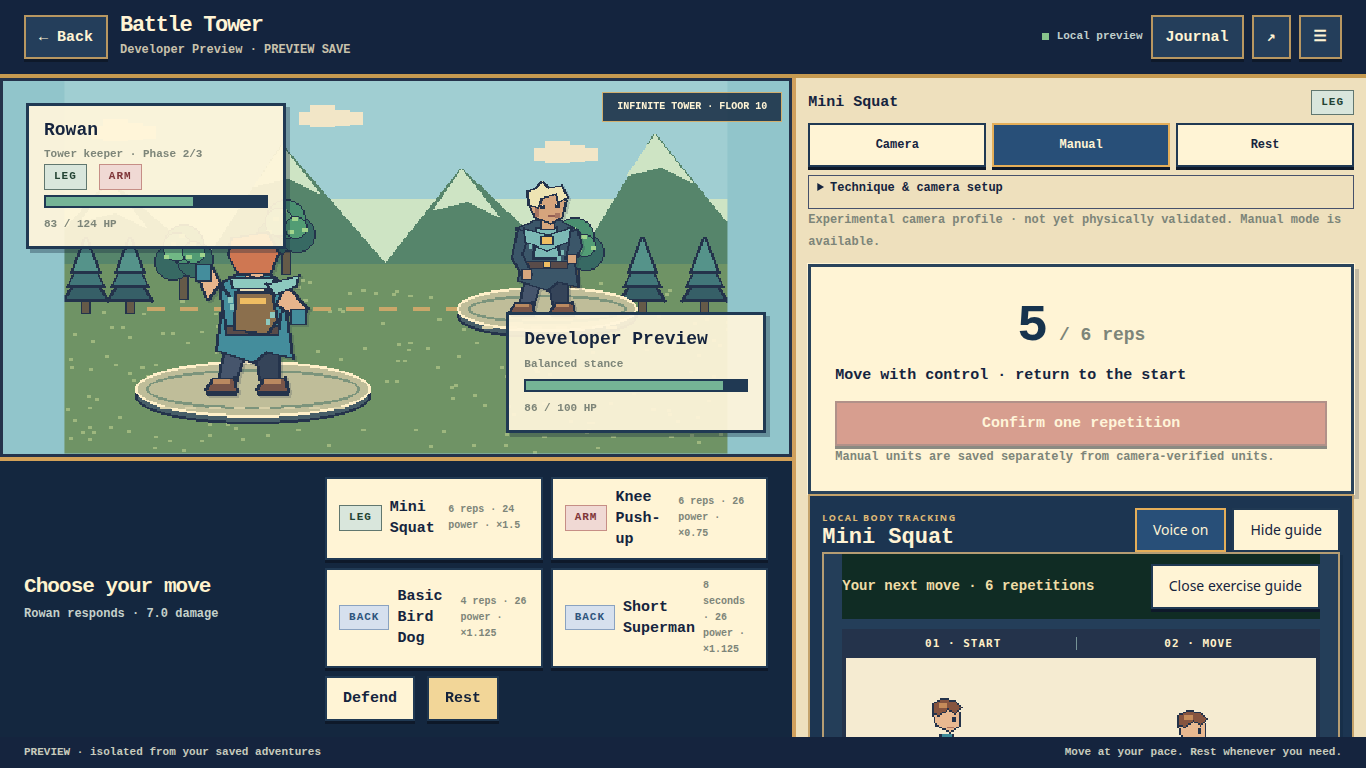 ← Back
Battle Tower
Developer Preview · PREVIEW SAVE
Local preview
Journal
↗
☰
INFINITE TOWER · FLOOR 10
Rowan
Tower keeper · Phase 2/3
LEG ARM
83 / 124 HP
Developer Preview
Balanced stance
86 / 100 HP
Choose your move
Rowan responds · 7.0 damage
LEG
Mini
Squat
6 reps · 24
power · ×1.5
ARM
Knee
Push-
up
6 reps · 26
power ·
×0.75
BACK
Basic
Bird
Dog
4 reps · 26
power ·
×1.125
BACK
Short
Superman
8
seconds
· 26
power ·
×1.125
Defend
Rest
Mini Squat
LEG
Camera
Manual
Rest
▶ Technique & camera setup
Experimental camera profile · not yet physically validated. Manual mode is
available.
5 / 6 reps
Move with control · return to the start
Confirm one repetition
Manual units are saved separately from camera-verified units.
LOCAL BODY TRACKING
Mini Squat
Voice on
Hide guide
Your next move · 6 repetitions
Close exercise guide
01 · START
02 · MOVE
PREVIEW · isolated from your saved adventures
Move at your pace. Rest whenever you need.